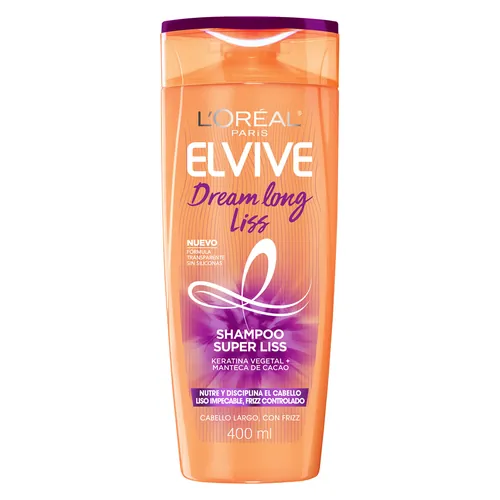 L'ORÉAL
PARIS
ELVIVE
Dream long
Liss
NUEVO
FÓRMULA
TRANSPARENTE
SIN SILICONAS
SHAMPOO
SUPER LISS
KERATINA VEGETAL +
MANTECA DE CACAO
NUTRE Y DISCIPLINA EL CABELLO
LISO IMPECABLE, FRIZZ CONTROLADO
CABELLO LARGO, CON FRIZZ
400 ml